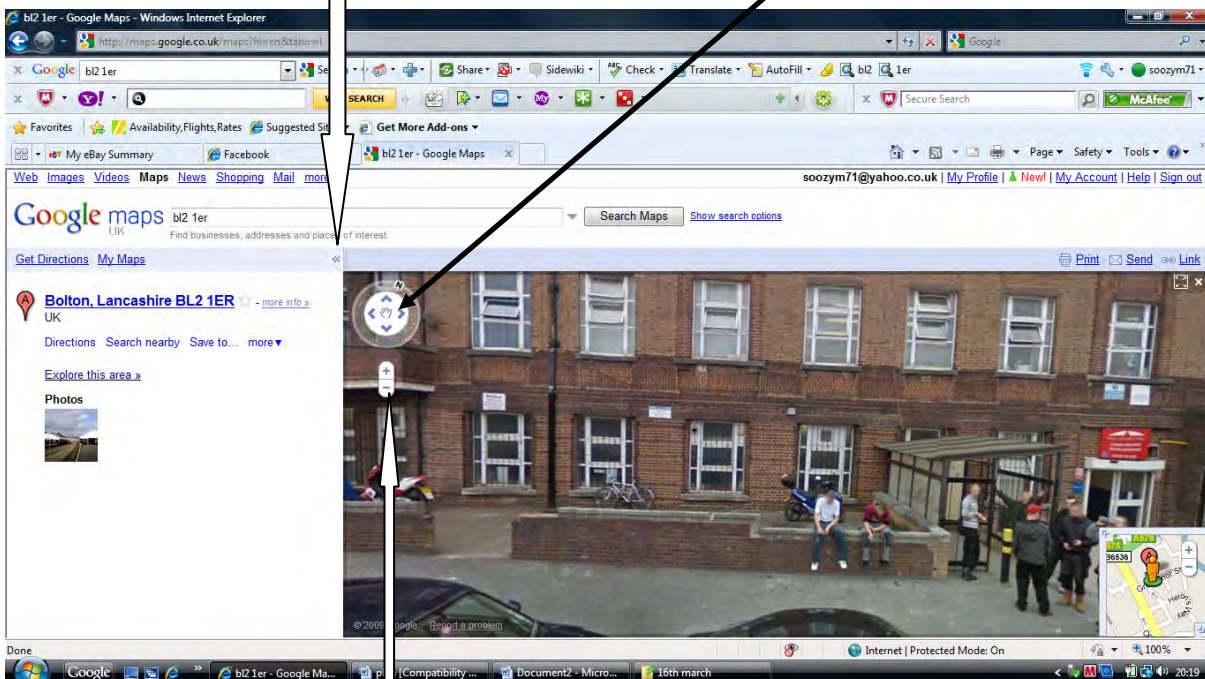 bl2 1er - Google Maps - Windows Internet Explorer
http://maps.google.co.uk/maps?hl=en&tab=wl
Google
Google bl2 1er Share Sidewiki Check Translate AutoFill bl2 1er soozym71
SEARCH Secure Search McAfee
Favorites Availability,Flights,Rates Suggested Get More Add-ons
My eBay Summary Facebook bl2 1er - Google Maps Page Safety Tools
Web Images Videos Maps News Shopping Mail more soozym71@yahoo.co.uk | My Profile | New! | My Account | Help | Sign out
Google maps UK bl2 1er Search Maps Show search options
Find businesses, addresses and places of interest.
Get Directions My Maps « Print Send Link
N
A Bolton, Lancashire BL2 1ER - more info »
UK
Directions Search nearby Save to... more▼
Explore this area »
Photos
A579
36536
A
© 2009 Google Report a problem
Done Internet | Protected Mode: On 100%
Google bl2 1er - Google Ma... [Compatibility ... Document2 - Micro... 16th march 20:19